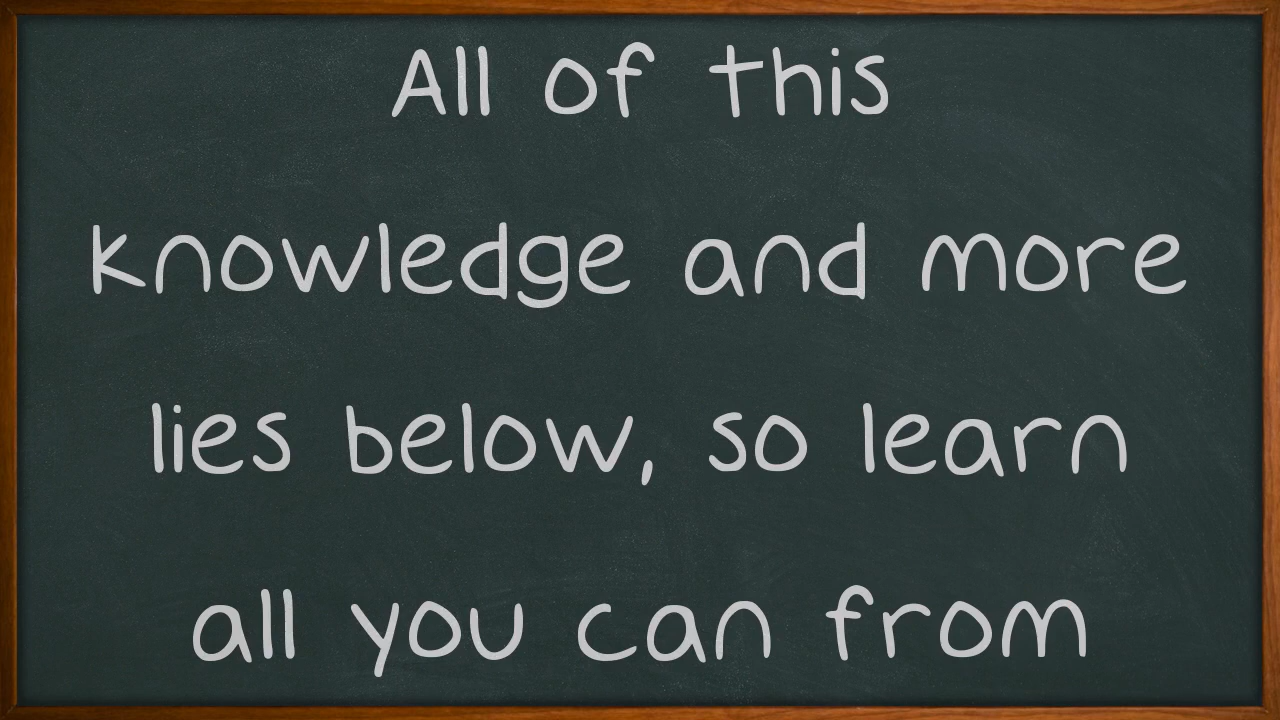 All of this
knowledge and more
lies below, so learn
all you can from